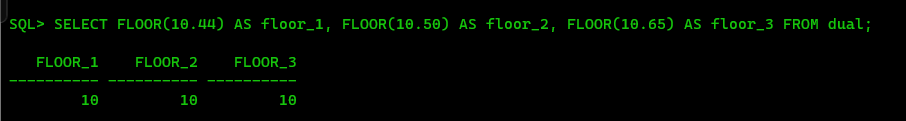 SQL> SELECT FLOOR(10.44) AS floor_1, FLOOR(10.50) AS floor_2, FLOOR(10.65) AS floor_3 FROM dual;
   FLOOR_1    FLOOR_2    FLOOR_3
---------- ---------- ----------
        10         10         10